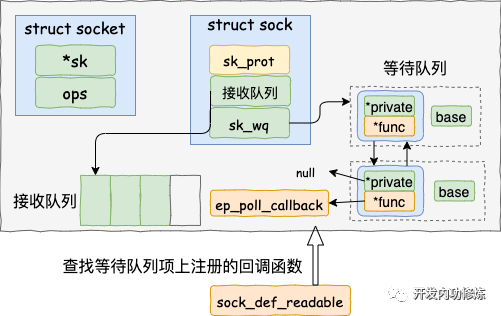 struct socket
*sk
ops
struct sock
sk_prot
接收队列
sk_wq
等待队列
*private
*func
base
*private
*func
base
null
接收队列
ep_poll_callback
查找等待队列项上注册的回调函数
sock_def_readable
开发内功修炼